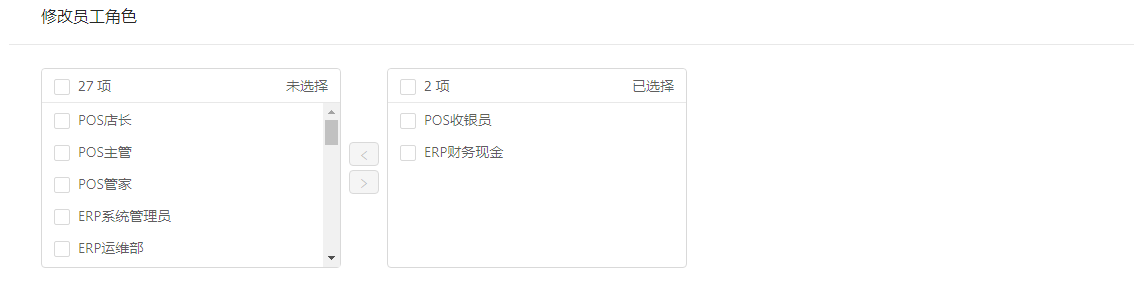 修改员工角色
27 项 未选择
POS店长
POS主管
POS管家
ERP系统管理员
ERP运维部
2 项 已选择
POS收银员
ERP财务现金